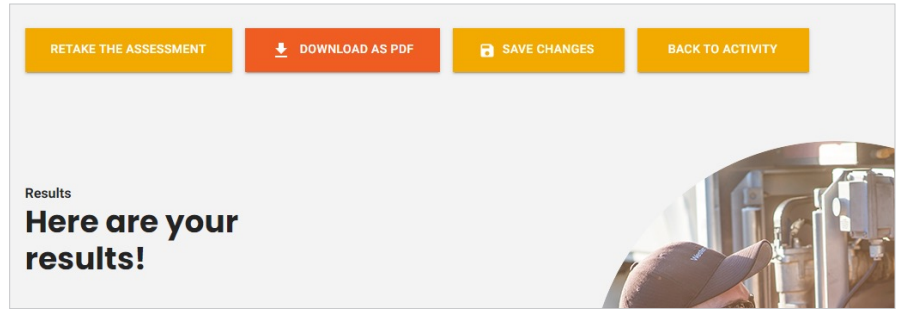 RETAKE THE ASSESSMENT
DOWNLOAD AS PDF
SAVE CHANGES
BACK TO ACTIVITY
Results
Here are your
results!